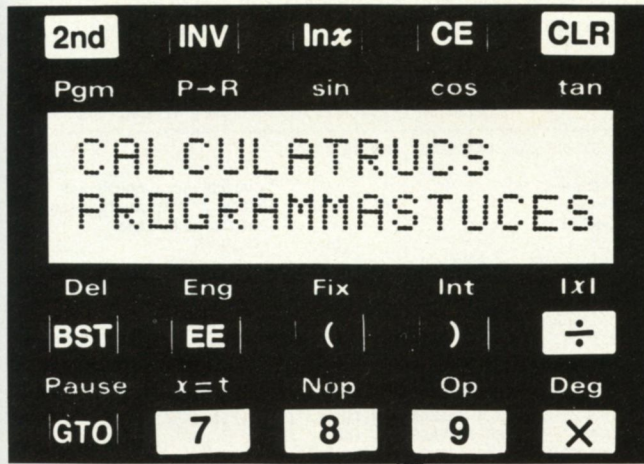 2nd INV lnx CE CLR
Pgm P→R sin cos tan
CALCULATRUCS
PROGRAMMASTUCES
Del Eng Fix Int |x|
BST EE ( ) ÷
Pause x=t Nop Op Deg
GTO 7 8 9 ×